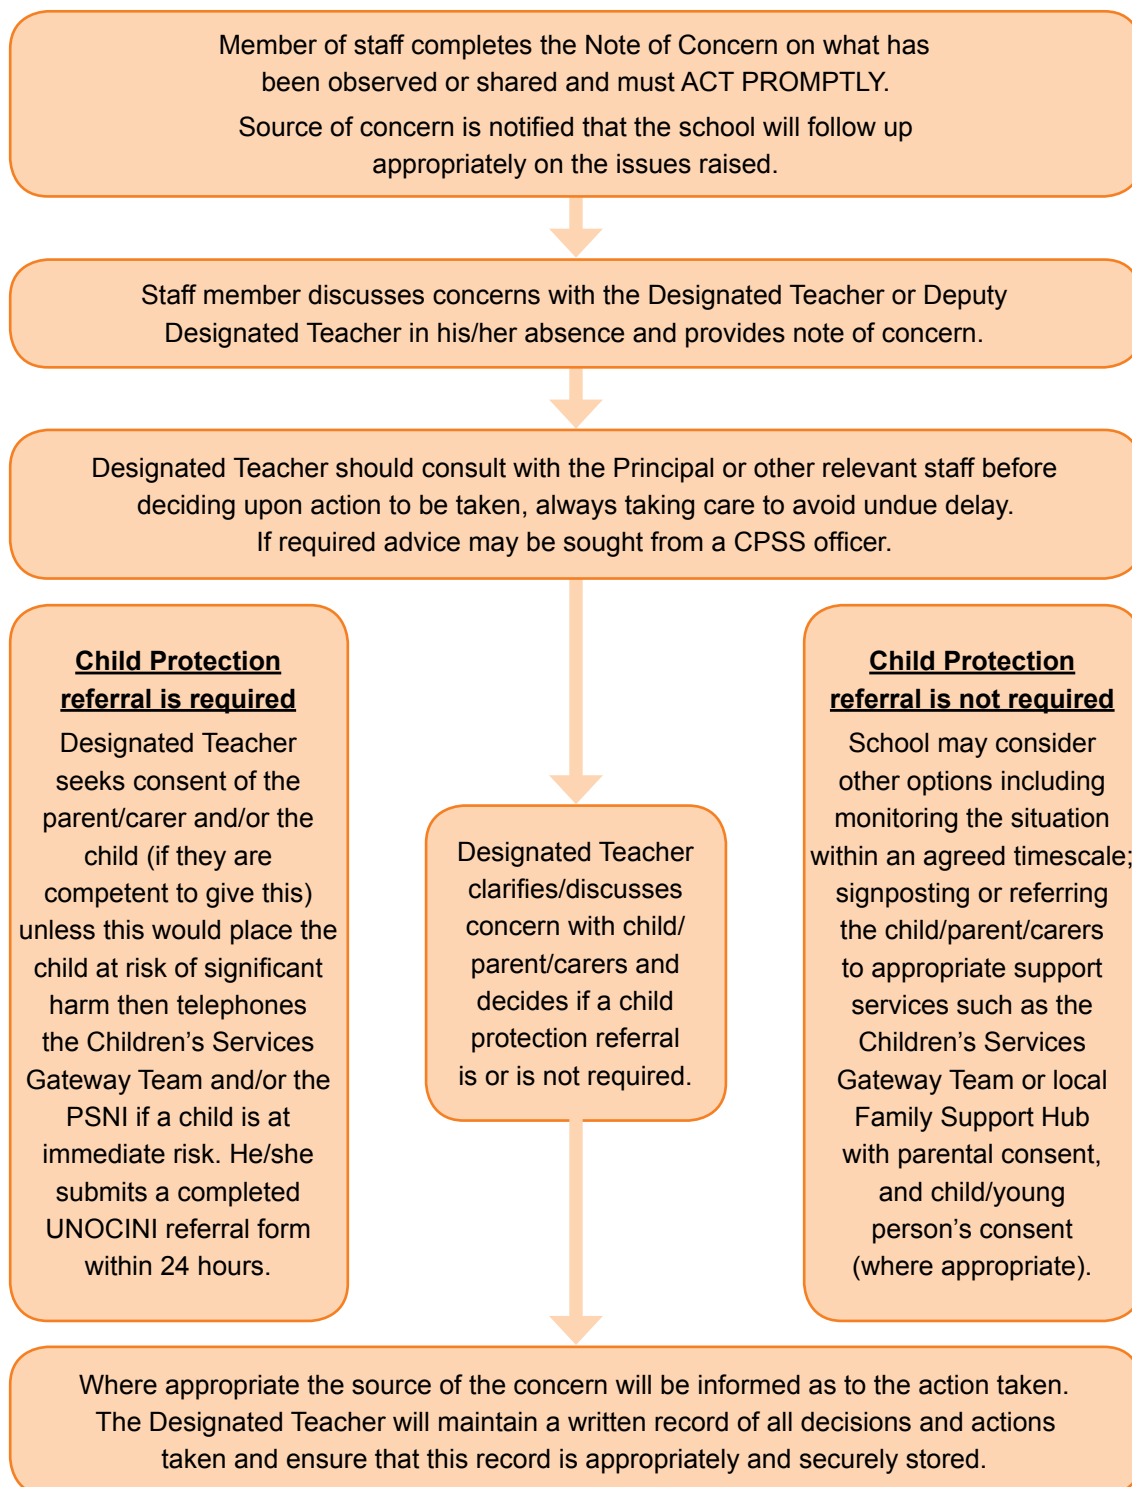 Member of staff completes the Note of Concern on what has
been observed or shared and must ACT PROMPTLY.
Source of concern is notified that the school will follow up
appropriately on the issues raised.
Staff member discusses concerns with the Designated Teacher or Deputy
Designated Teacher in his/her absence and provides note of concern.
Designated Teacher should consult with the Principal or other relevant staff before
deciding upon action to be taken, always taking care to avoid undue delay.
If required advice may be sought from a CPSS officer.
Child Protection
referral is required
Designated Teacher
seeks consent of the
parent/carer and/or the
child (if they are
competent to give this)
unless this would place the
child at risk of significant
harm then telephones
the Children's Services
Gateway Team and/or the
PSNI if a child is at
immediate risk. He/she
submits a completed
UNOCINI referral form
within 24 hours.
Designated Teacher
clarifies/discusses
concern with child/
parent/carers and
decides if a child
protection referral
is or is not required.
Child Protection
referral is not required
School may consider
other options including
monitoring the situation
within an agreed timescale;
signposting or referring
the child/parent/carers
to appropriate support
services such as the
Children's Services
Gateway Team or local
Family Support Hub
with parental consent,
and child/young
person's consent
(where appropriate).
Where appropriate the source of the concern will be informed as to the action taken.
The Designated Teacher will maintain a written record of all decisions and actions
taken and ensure that this record is appropriately and securely stored.